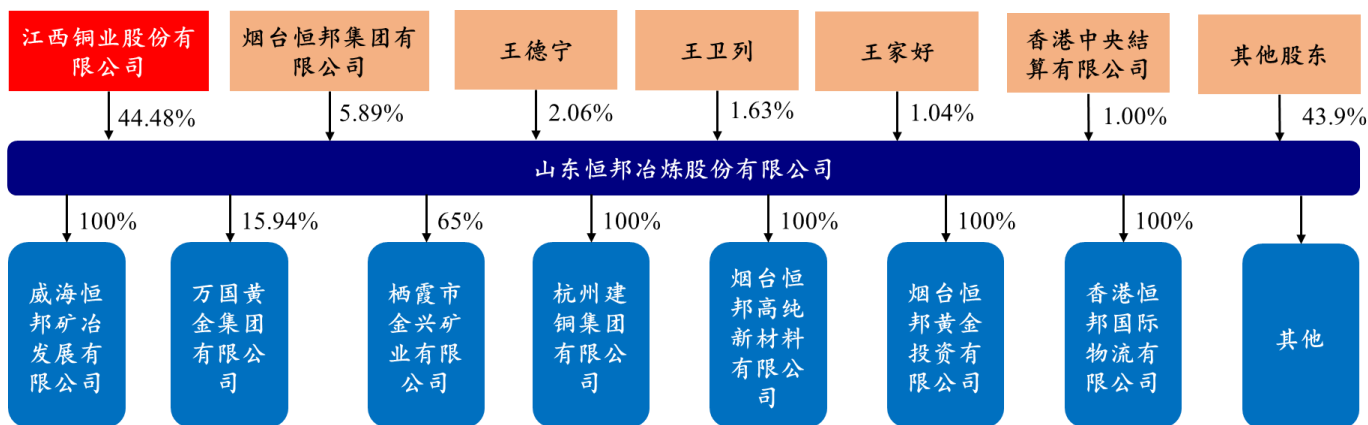 江西铜业股份有
限公司
烟台恒邦集团有
限公司
王德宁
王卫列
王家好
香港中央結
算有限公司
其他股东
44.48%
5.89%
2.06%
1.63%
1.04%
1.00%
43.9%
山东恒邦冶炼股份有限公司
100%
15.94%
65%
100%
100%
100%
100%
威海恒
邦矿冶
发展有
限公司
万国黄
金集团
有限公
司
栖霞市
金兴矿
业有限
公司
杭州建
铜集团
有限公
司
烟台恒
邦高纯
新材料
有限公
司
烟台恒
邦黄金
投资有
限公司
香港恒
邦国际
物流有
限公司
其他